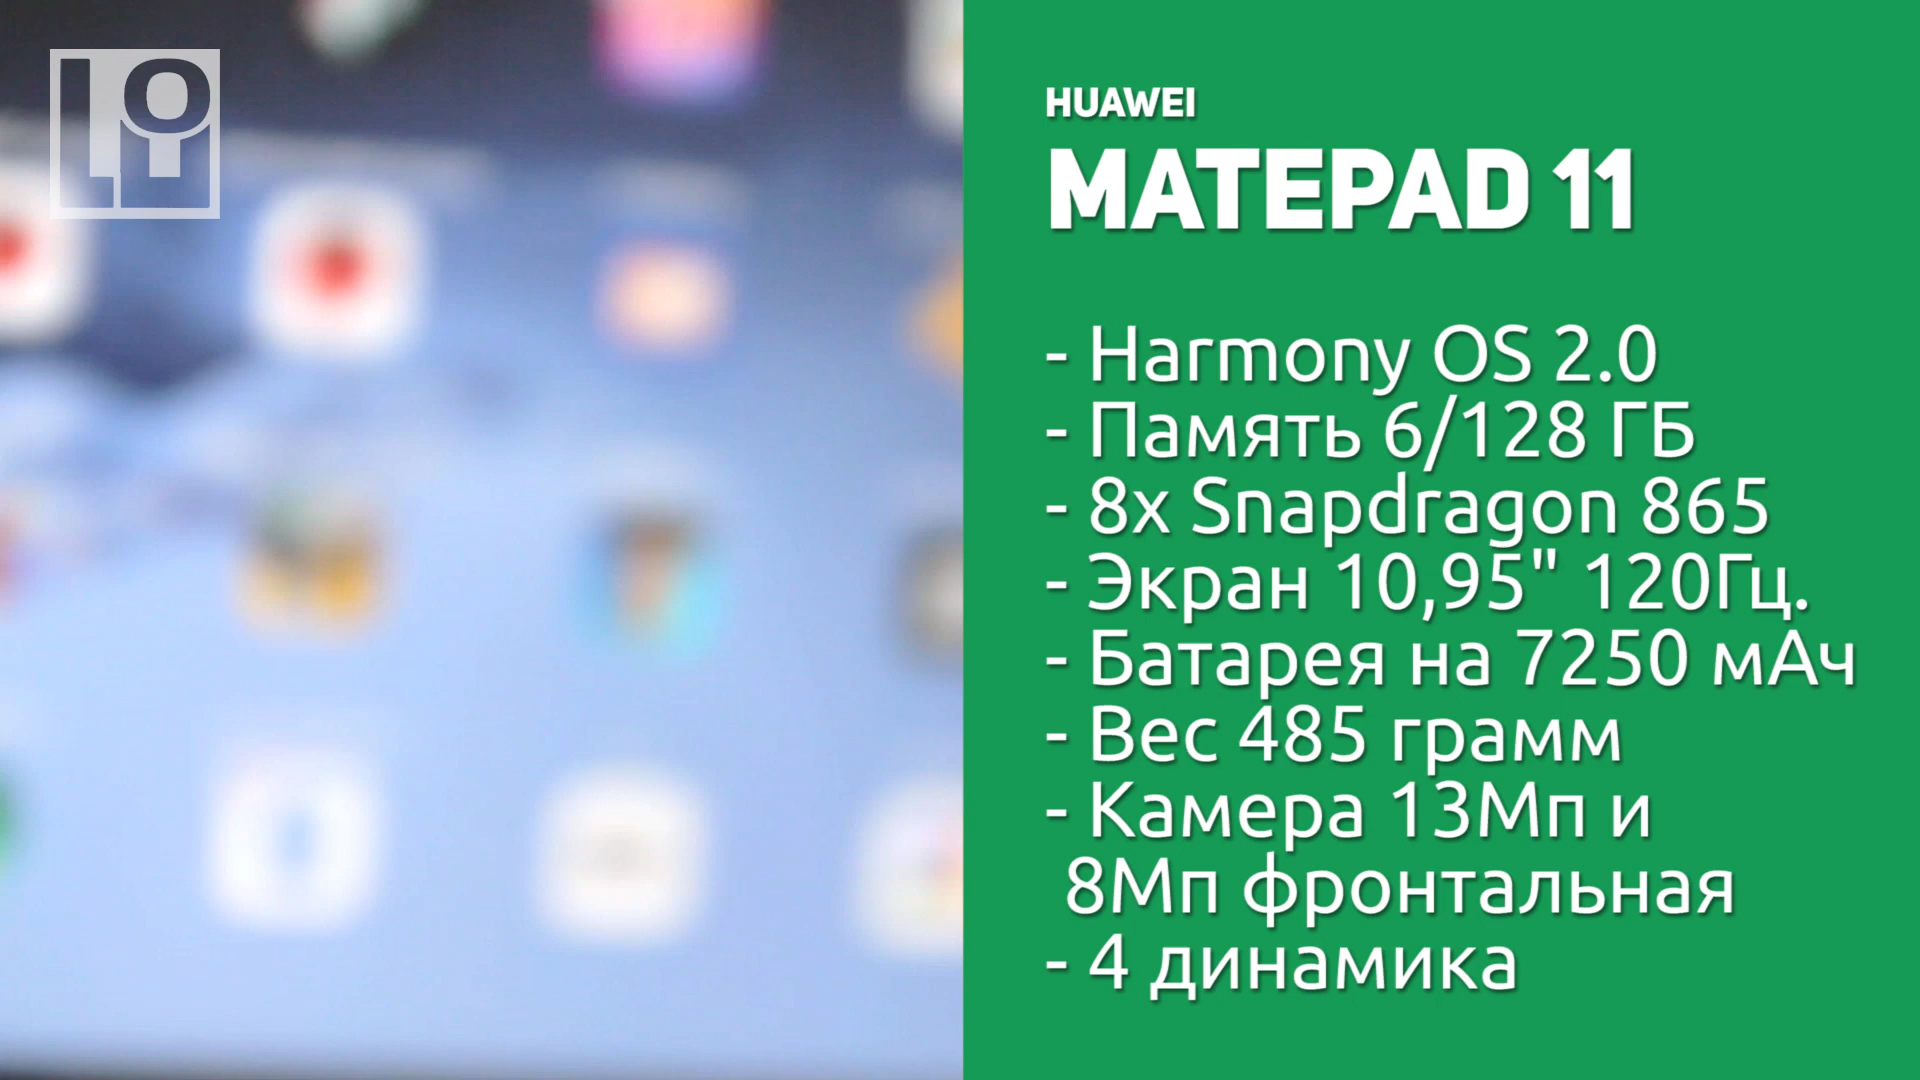 HUAWEI
MATEPAD 11
- Harmony OS 2.0
- Память 6/128 ГБ
- 8x Snapdragon 865
- Экран 10,95" 120Гц.
- Батарея на 7250 мАч
- Вес 485 грамм
- Камера 13Мп и
8Мп фронтальная
- 4 динамика